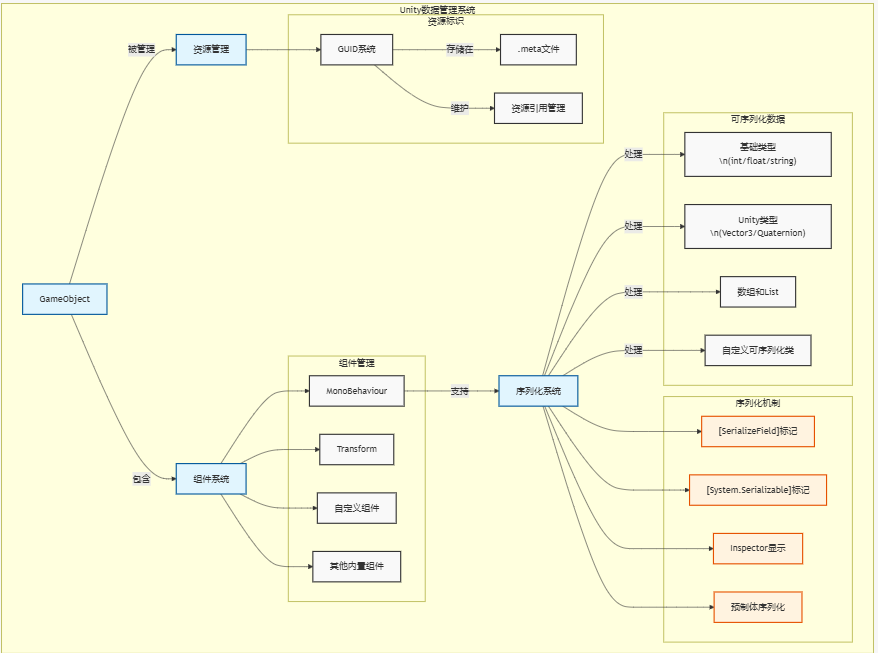 Unity数据管理系统
资源标识
被管理
资源管理
GUID系统
存储在
.meta文件
维护
资源引用管理
可序列化数据
处理
基础类型
\n(int/float/string)
处理
Unity类型
\n(Vector3/Quaternion)
处理
数组和List
处理
自定义可序列化类
GameObject
组件管理
MonoBehaviour
支持
序列化系统
序列化机制
[SerializeField]标记
Transform
包含
组件系统
[System.Serializable]标记
自定义组件
Inspector显示
其他内置组件
预制体序列化